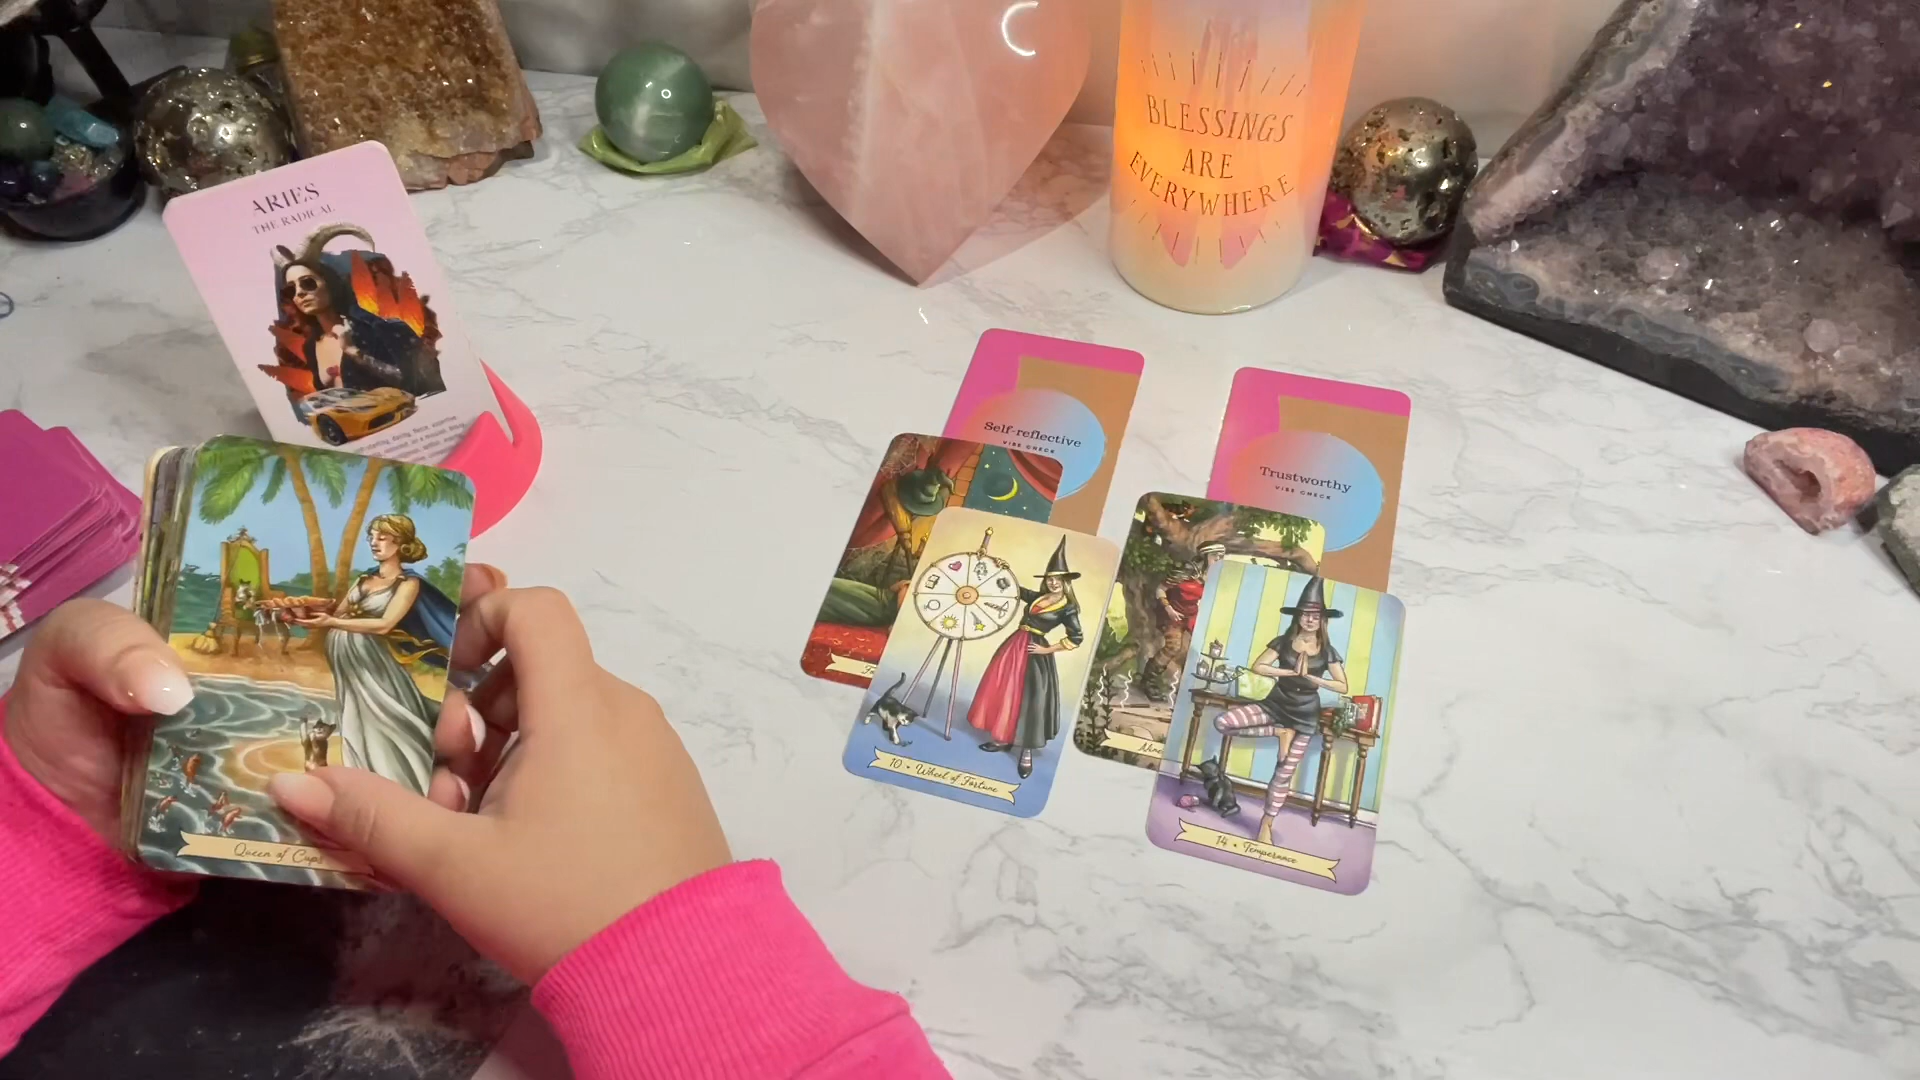 BLESSINGS
ARE
EVERYWHERE
ARIES
THE RADICAL
Self-reflective
VIBE CHECK
Trustworthy
VIBE CHECK
10 • Wheel of Fortune
14 • Temperance
Queen of Cups